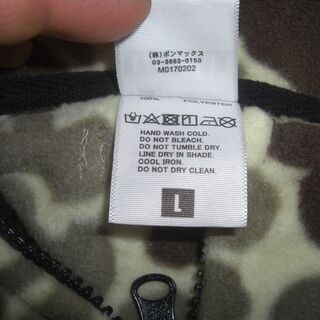 (株)ボンマックス
03-3663-0150
M0170202
100% POLYESTER
HAND WASH COLD.
DO NOT BLEACH.
DO NOT TUMBLE DRY.
LINE DRY IN SHADE.
COOL IRON.
DO NOT DRY CLEAN.
L